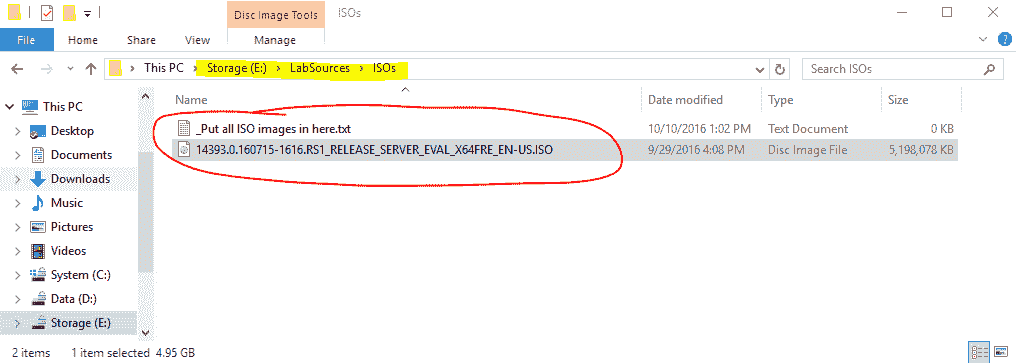 Disc Image Tools ISOs
File Home Share View Manage
This PC Storage (E:) LabSources ISOs Search ISOs
Name Date modified Type Size
This PC
Desktop
Documents
Downloads
Music
Pictures
Videos
System (C:)
Data (D:)
Storage (E:)
_Put all ISO images in here.txt 10/10/2016 1:02 PM Text Document 0 KB
14393.0.160715-1616.RS1_RELEASE_SERVER_EVAL_X64FRE_EN-US.ISO 9/29/2016 4:08 PM Disc Image File 5,198,078 KB
2 items 1 item selected 4.95 GB